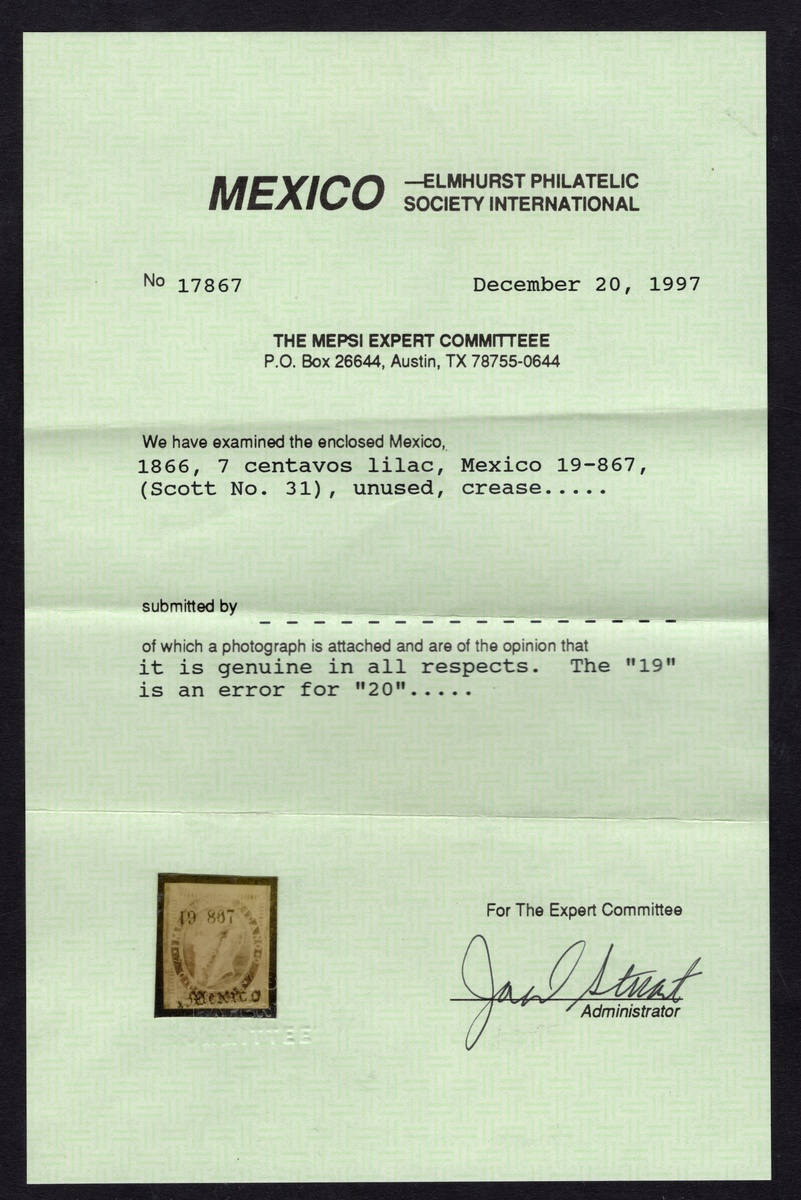 MEXICO —ELMHURST PHILATELIC
SOCIETY INTERNATIONAL
No 17867 December 20, 1997
THE MEPSI EXPERT COMMITTEEE
P.O. Box 26644, Austin, TX 78755-0644
We have examined the enclosed Mexico,
1866, 7 centavos lilac, Mexico 19-867,
(Scott No. 31), unused, crease.....
submitted by
of which a photograph is attached and are of the opinion that
it is genuine in all respects. The "19"
is an error for "20".....
19 867
Mexico
For The Expert Committee
Administrator